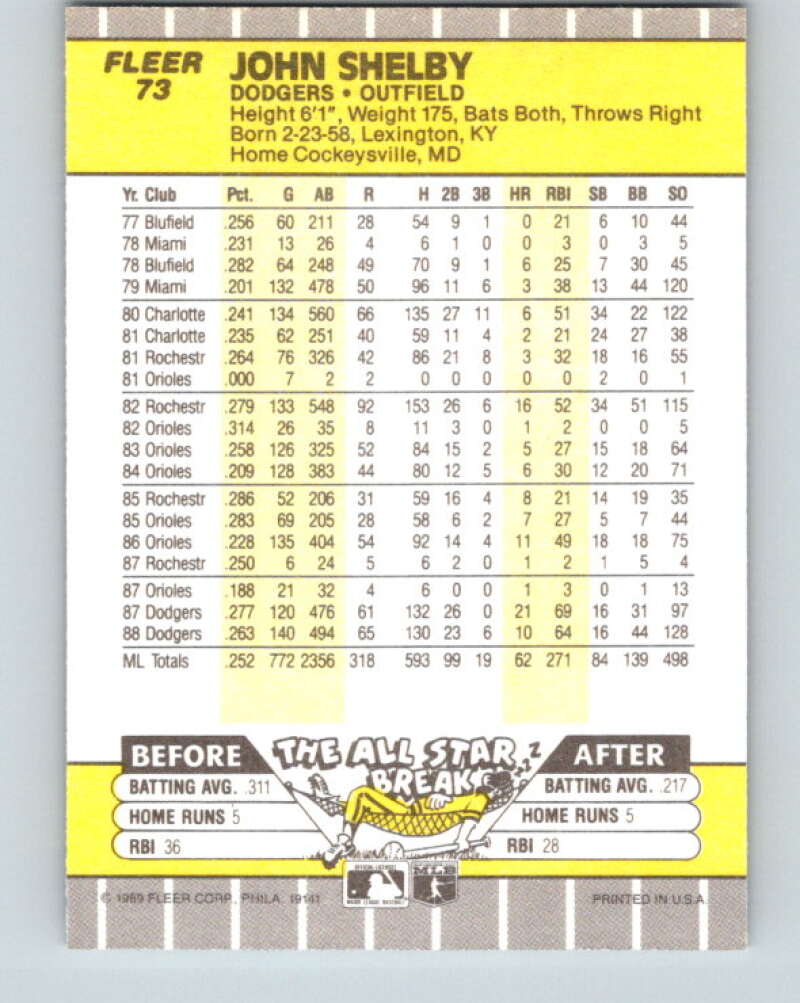 FLEER
73
JOHN SHELBY
DODGERS • OUTFIELD
Height 6'1", Weight 175, Bats Both, Throws Right
Born 2-23-58, Lexington, KY
Home Cockeysville, MD
Yr. Club Pct. G AB R H 2B 3B HR RBI SB BB SO
77 Blufield .256 60 211 28 54 9 1 0 21 6 10 44
78 Miami .231 13 26 4 6 1 0 0 3 0 3 5
78 Blufield .282 64 248 49 70 9 1 6 25 7 30 45
79 Miami .201 132 478 50 96 11 6 3 38 13 44 120
80 Charlotte .241 134 560 66 135 27 11 6 51 34 22 122
81 Charlotte .235 62 251 40 59 11 4 2 21 24 27 38
81 Rochestr .264 76 326 42 86 21 8 3 32 18 16 55
81 Orioles .000 7 2 2 0 0 0 0 0 2 0 1
82 Rochestr .279 133 548 92 153 26 6 16 52 34 51 115
82 Orioles .314 26 35 8 11 3 0 1 2 0 0 5
83 Orioles .258 126 325 52 84 15 2 5 27 15 18 64
84 Orioles .209 128 383 44 80 12 5 6 30 12 20 71
85 Rochestr .286 52 206 31 59 16 4 8 21 14 19 35
85 Orioles .283 69 205 28 58 6 2 7 27 5 7 44
86 Orioles .228 135 404 54 92 14 4 11 49 18 18 75
87 Rochestr .250 6 24 5 6 2 0 1 2 1 5 4
87 Orioles .188 21 32 4 6 0 0 1 3 0 1 13
87 Dodgers .277 120 476 61 132 26 0 21 69 16 31 97
88 Dodgers .263 140 494 65 130 23 6 10 64 16 44 128
ML Totals .252 772 2356 318 593 99 19 62 271 84 139 498
BEFORE THE ALL STAR BREAK zzz AFTER
BATTING AVG. .311 BATTING AVG. .217
HOME RUNS 5 HOME RUNS 5
RBI 36 RBI 28
MLB
MAJOR LEAGUE BASEBALL
© 1989 FLEER CORP., PHILA. 19141 PRINTED IN U.S.A.